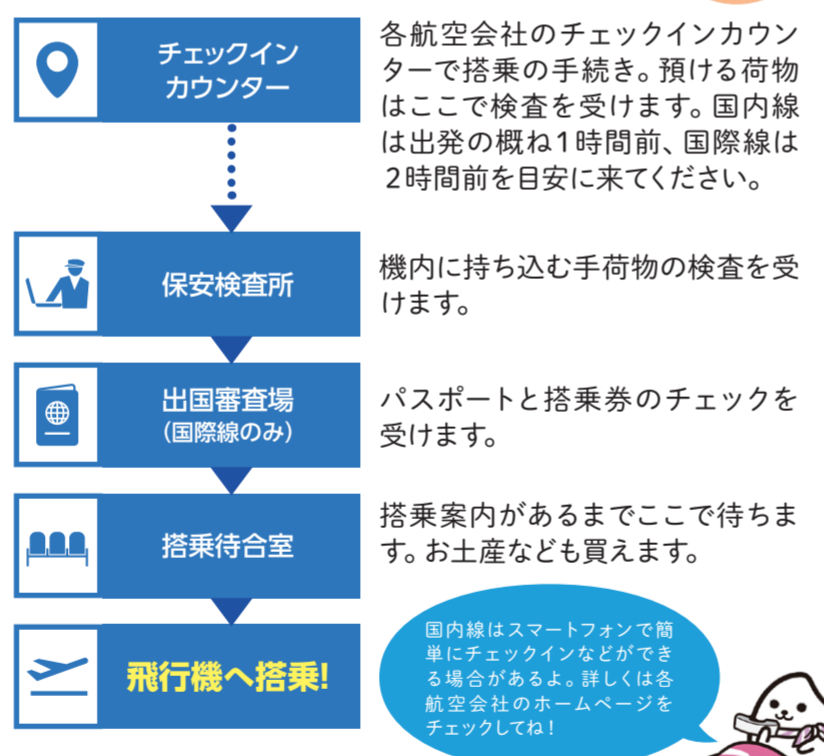 チェックイン
カウンター
各航空会社のチェックインカウン
ターで搭乗の手続き。預ける荷物
はここで検査を受けます。国内線
は出発の概ね1時間前、国際線は
2時間前を目安に来てください。
保安検査所
機内に持ち込む手荷物の検査を受
けます。
出国審査場
(国際線のみ)
パスポートと搭乗券のチェックを
受けます。
搭乗待合室
搭乗案内があるまでここで待ちま
す。お土産なども買えます。
飛行機へ搭乗!
国内線はスマートフォンで簡
単にチェックインなどができ
る場合があるよ。詳しくは各
航空会社のホームページを
チェックしてね！